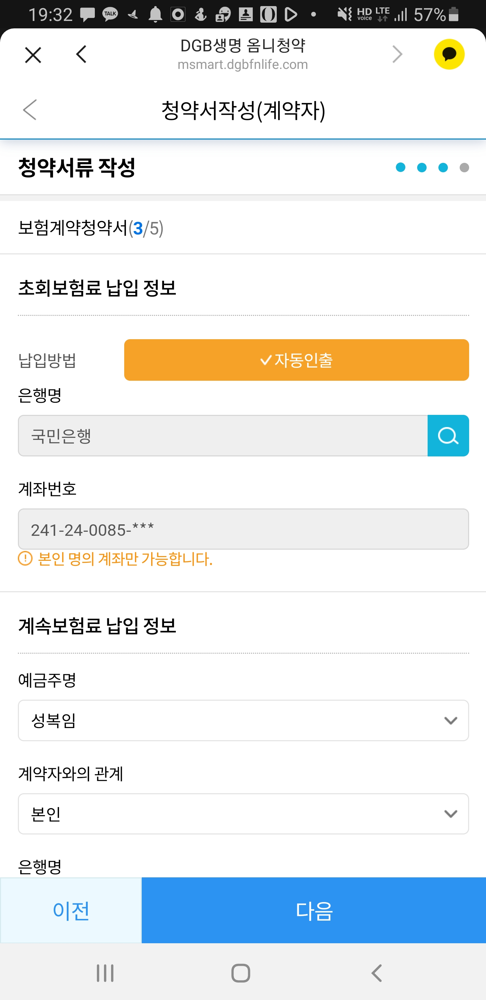 19:32 TALK HD voice LTE 57%
DGB생명 옴니청약
msmart.dgbfnlife.com
청약서작성(계약자)
청약서류 작성
보험계약청약서(3/5)
초회보험료 납입 정보
납입방법 자동인출
은행명
국민은행
계좌번호
241-24-0085-***
본인 명의 계좌만 가능합니다.
계속보험료 납입 정보
예금주명
성복임
계약자와의 관계
본인
은행명
이전 다음